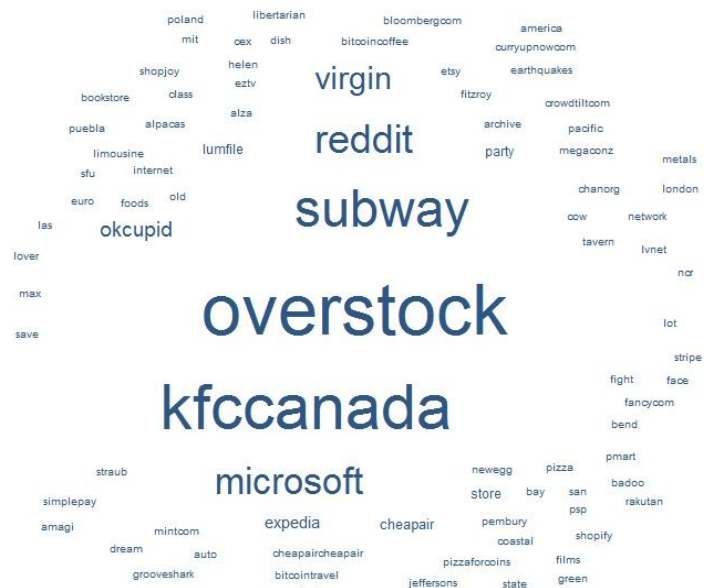 poland
libertarian
bloombergcom
america
mit
cex
dish
bitcoincoffee
curryupnowcom
helen
shopjoy
eztv
virgin
etsy
earthquakes
bookstore
class
fitzroy
crowdtiltcom
alza
puebla
alpacas
reddit
archive
pacific
limousine
lumfile
party
megaconz
metals
sfu
internet
euro
foods
old
chanorg
london
subway
las
okcupid
cow
network
tavern
lvnet
lover
ncr
max
overstock
save
lot
stripe
fight
face
kfccanada
fancycom
bend
pmart
straub
microsoft
newegg
pizza
badoo
simplepay
store
bay
san
rakutan
psp
amagi
mintcom
expedia
cheapair
pembury
coastal
shopify
dream
auto
cheapaircheapair
pizzaforcoins
films
grooveshark
bitcointravel
jeffersons
state
green